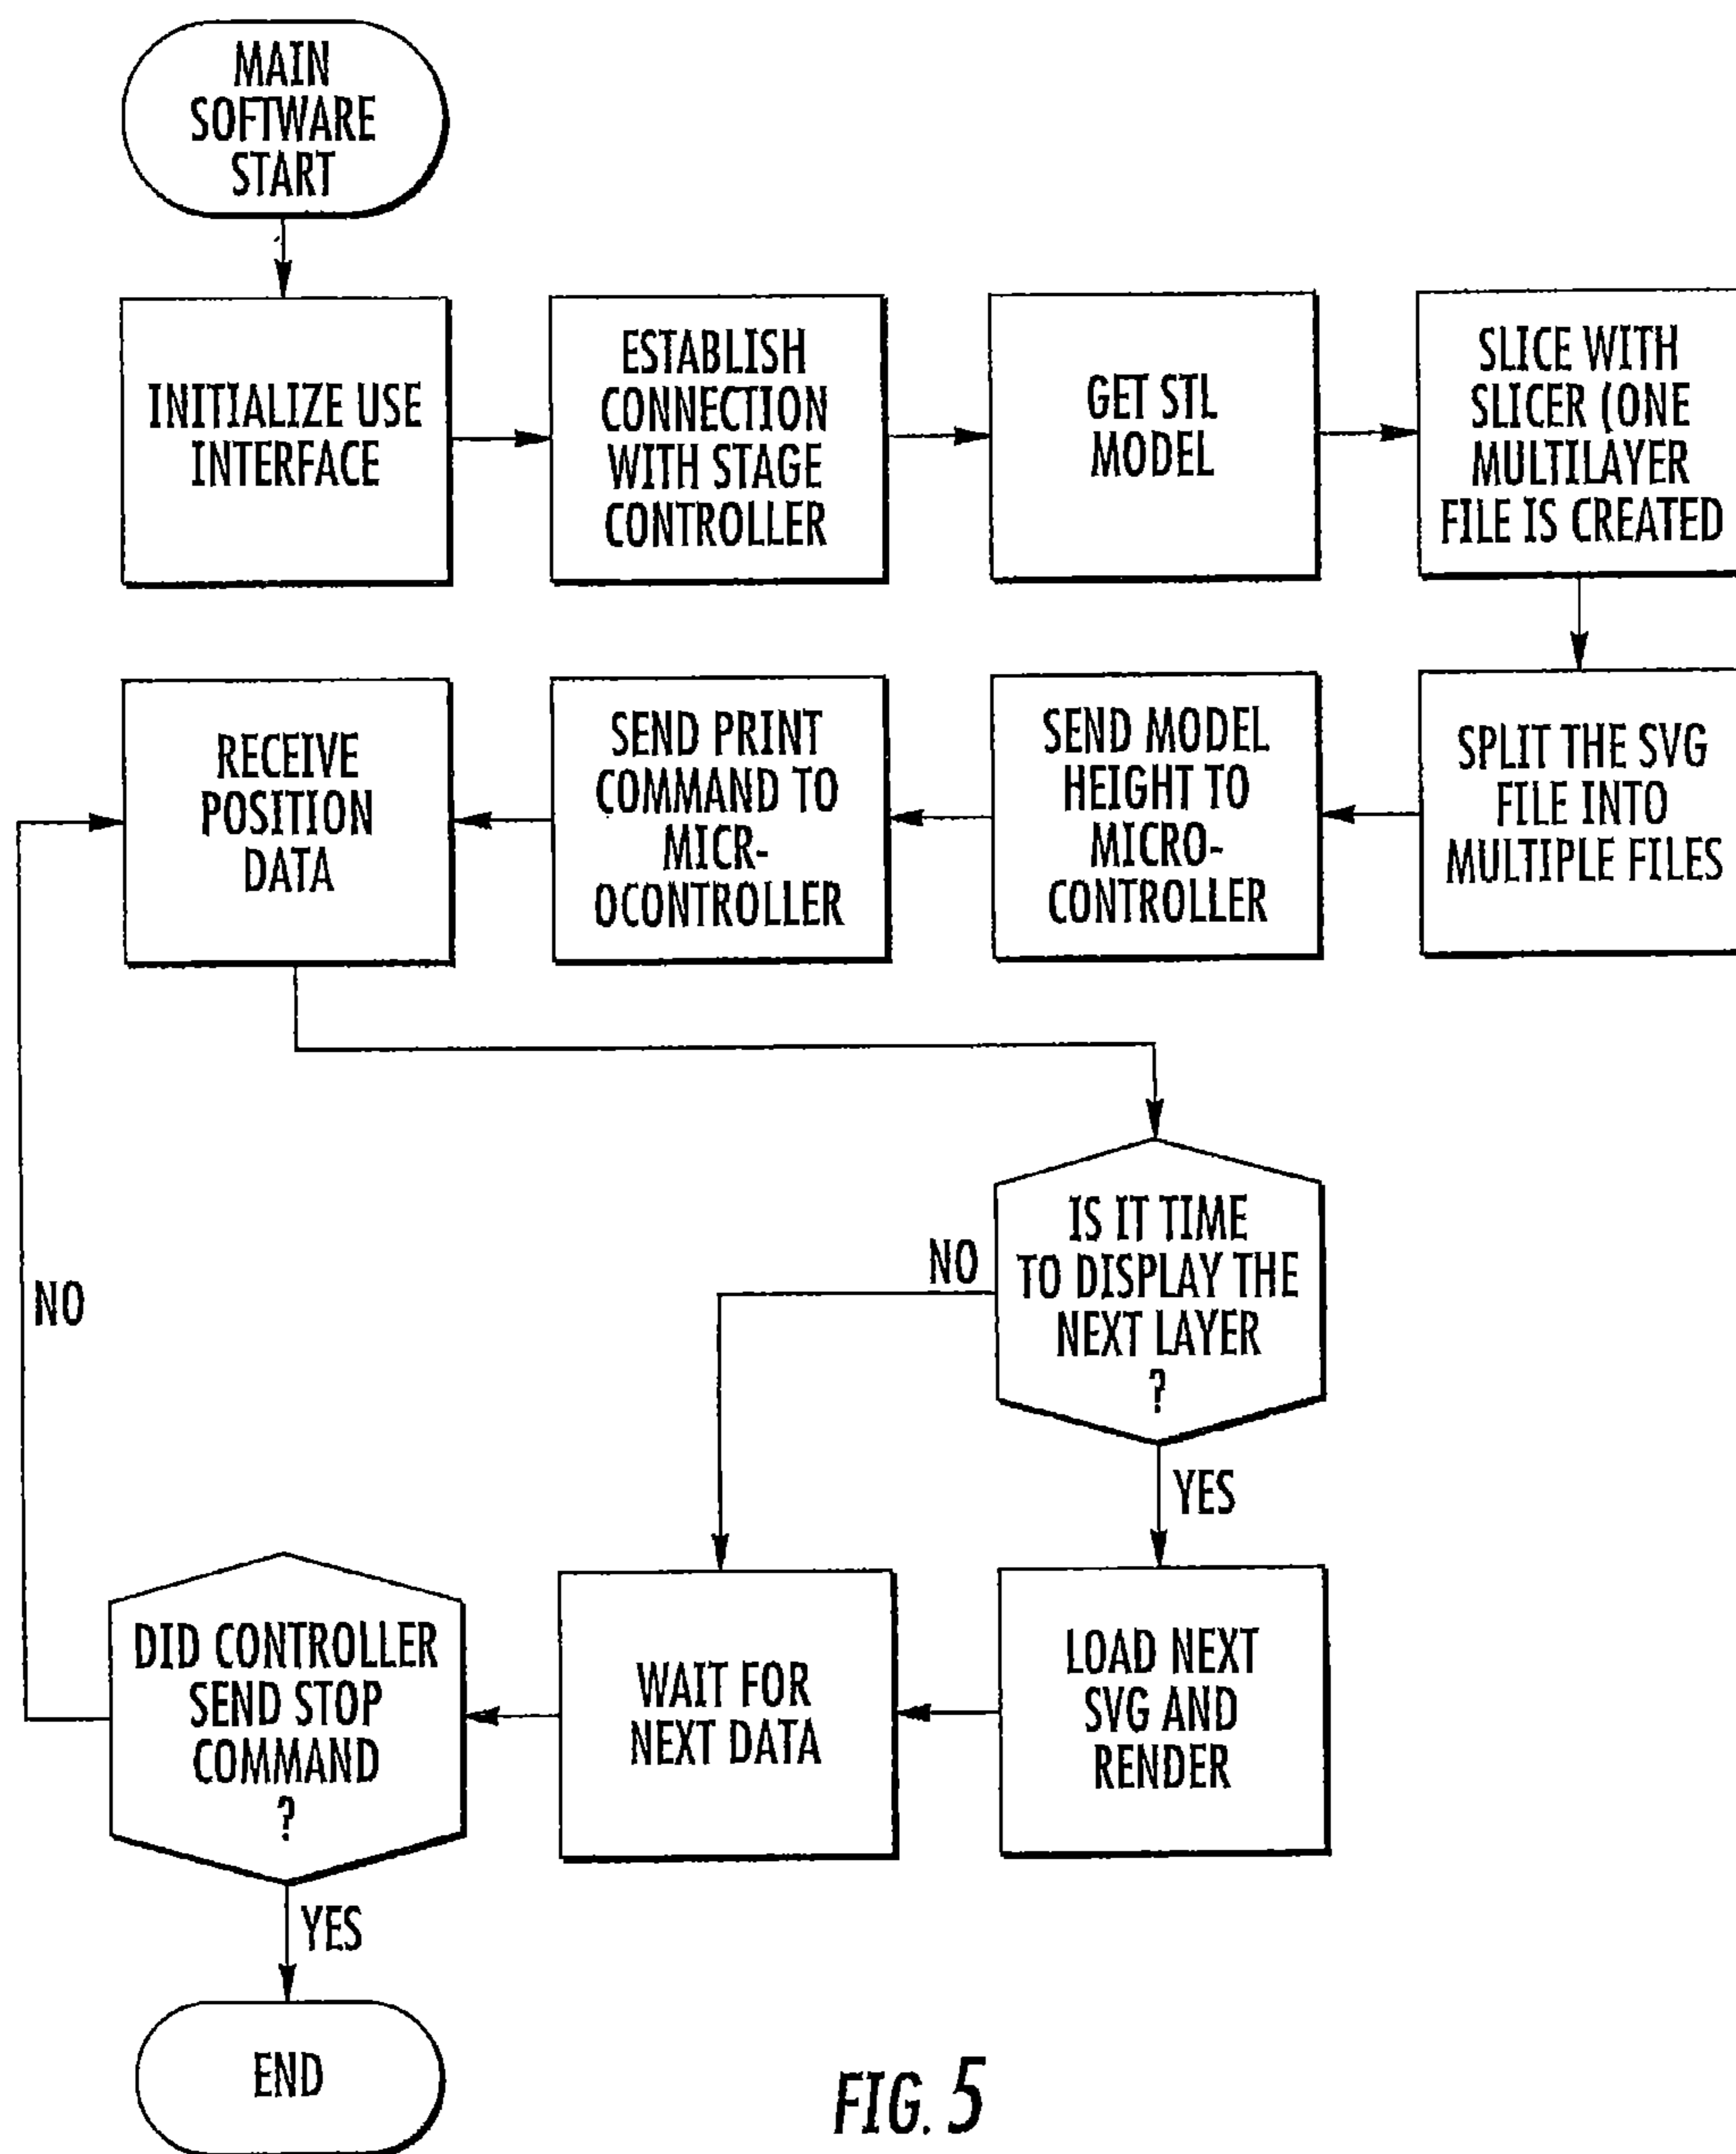 MAIN
SOFTWARE
START
INITIALIZE USE
INTERFACE
ESTABLISH
CONNECTION
WITH STAGE
CONTROLLER
GET STL
MODEL
SLICE WITH
SLICER (ONE
MULTILAYER
FILE IS CREATED
SPLIT THE SVG
FILE INTO
MULTIPLE FILES
SEND MODEL
HEIGHT TO
MICRO-
CONTROLLER
SEND PRINT
COMMAND TO
MICR-
OCONTROLLER
RECEIVE
POSITION
DATA
IS IT TIME
TO DISPLAY THE
NEXT LAYER
?
NO
YES
LOAD NEXT
SVG AND
RENDER
WAIT FOR
NEXT DATA
DID CONTROLLER
SEND STOP
COMMAND
?
NO
YES
END
FIG. 5